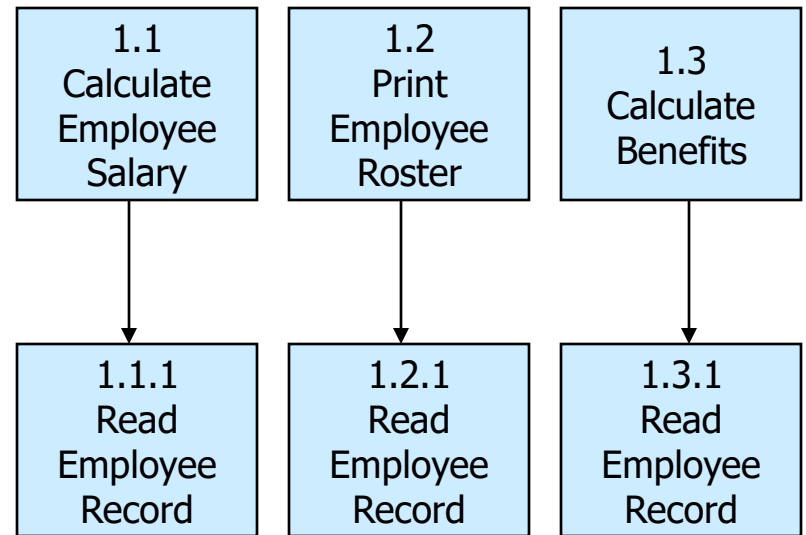 1.1
Calculate
Employee
Salary
1.2
Print
Employee
Roster
1.3
Calculate
Benefits
1.1.1
Read
Employee
Record
1.2.1
Read
Employee
Record
1.3.1
Read
Employee
Record